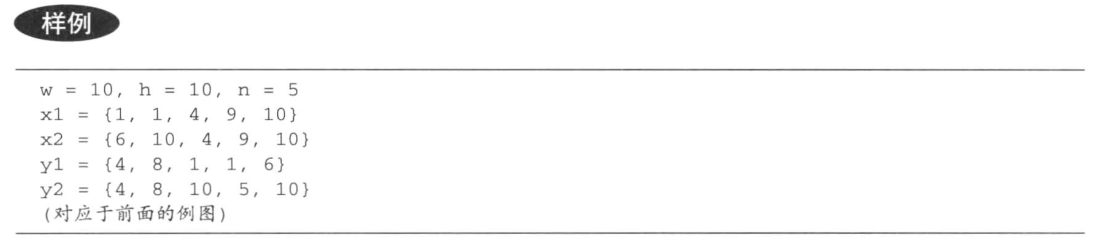 样例
w = 10, h = 10, n = 5
x1 = {1, 1, 4, 9, 10}
x2 = {6, 10, 4, 9, 10}
y1 = {4, 8, 1, 1, 6}
y2 = {4, 8, 10, 5, 10}
(对应于前面的例图)